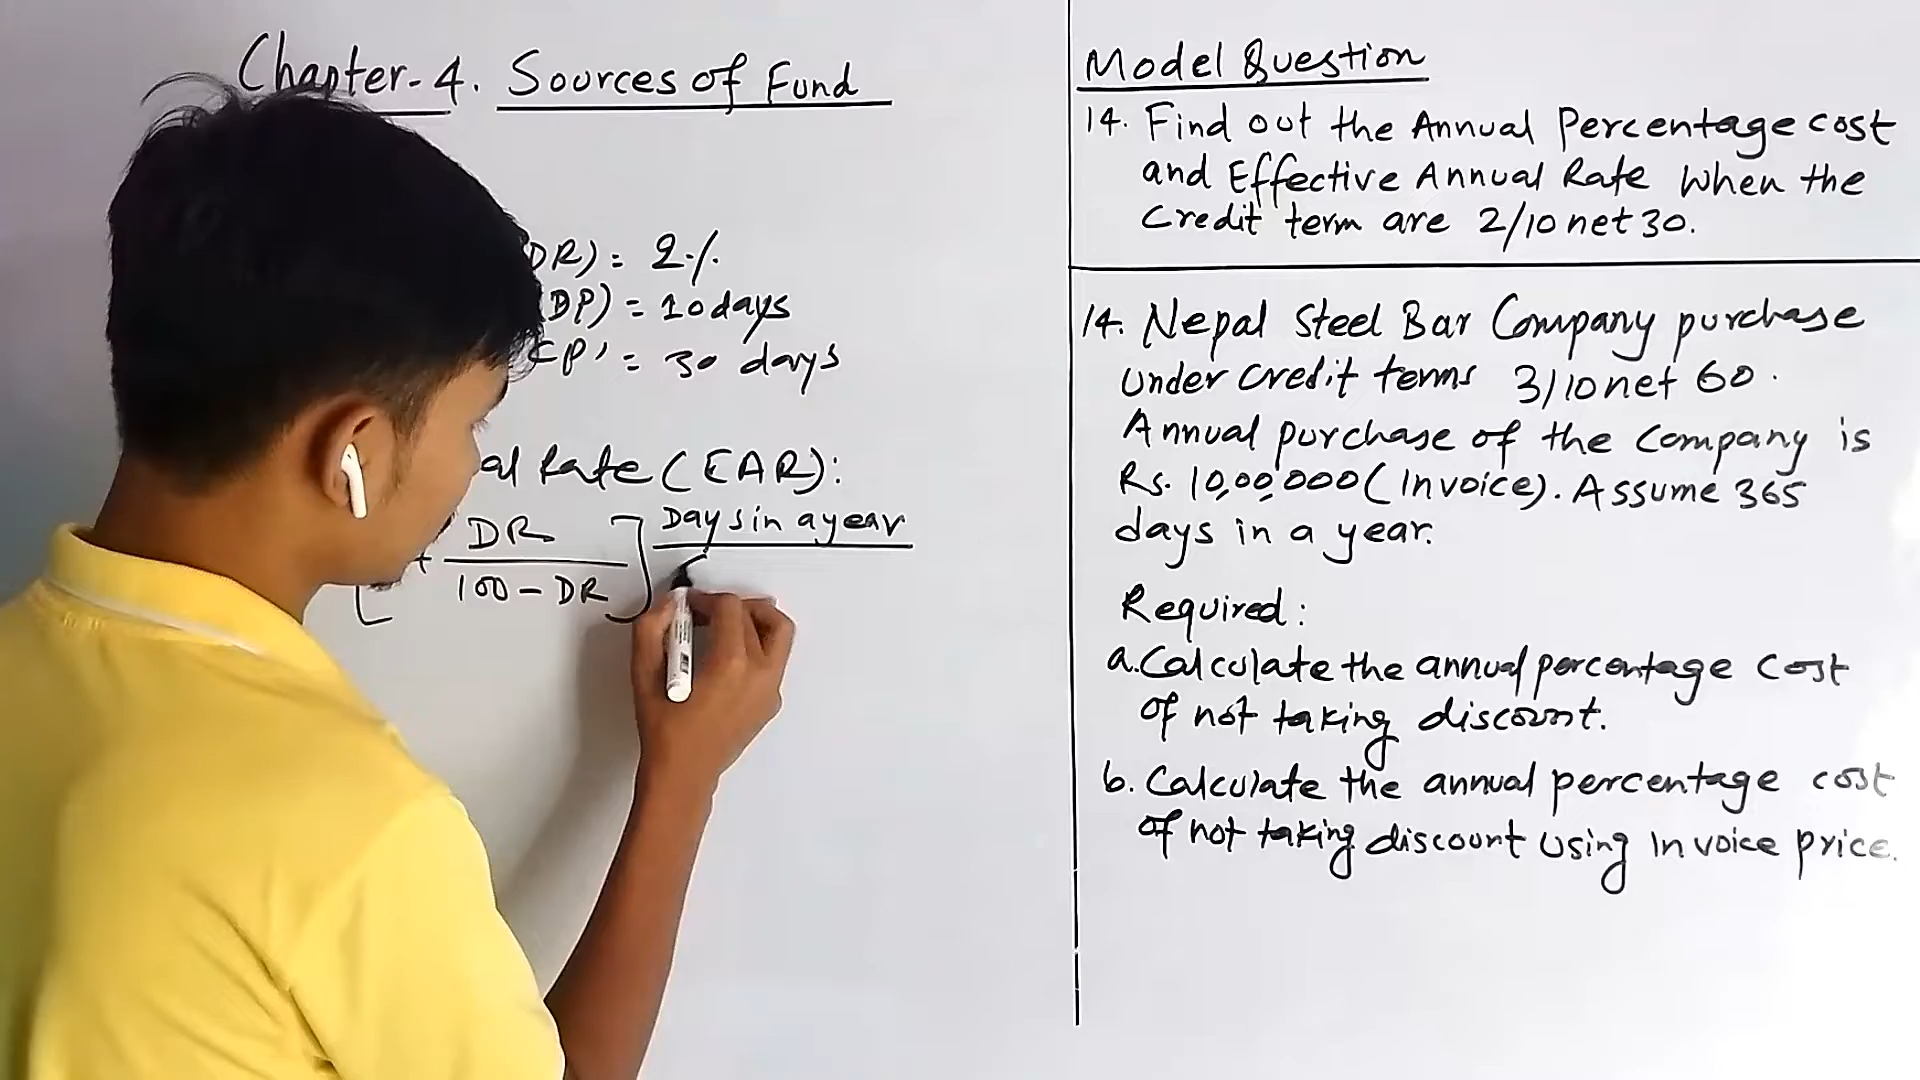 Chapter-4. Sources of Fund
DR) = 2%
(DP) = 10 days
CP) = 30 days
al Rate (EAR):
[ + DR / 100 - DR ] Days in a year
Model Question
14. Find out the Annual Percentage cost
and Effective Annual Rate When the
Credit term are 2/10 net 30.
14. Nepal Steel Bar Company purchase
Under credit terms 3/10 net 60.
Annual purchase of the Company is
Rs. 10,00,000 (Invoice). Assume 365
days in a year.
Required:
a. Calculate the annual percentage Cost
of not taking discount.
b. Calculate the annual percentage cost
of not taking discount Using Invoice price.